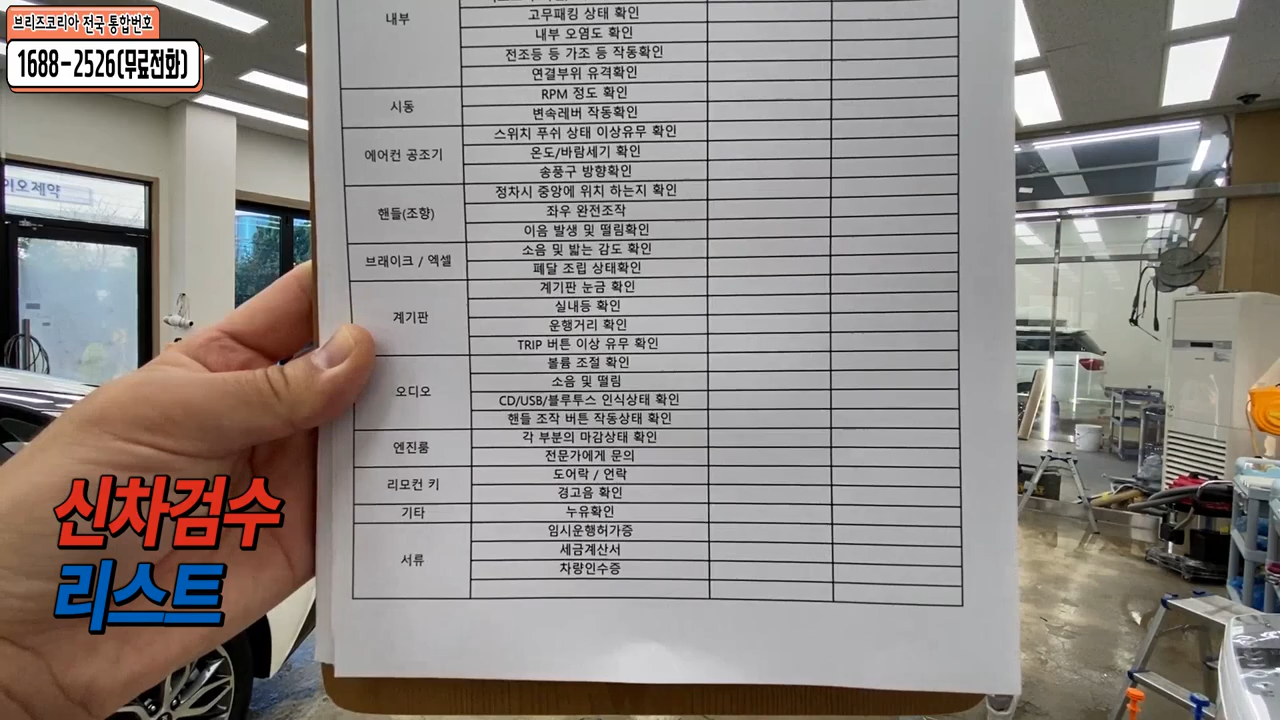 브리즈코리아 전국 통합번호
1688-2526(무료전화)
이오제약
내부
고무패킹 상태 확인
내부 오염도 확인
전조등 등 가조 등 작동확인
연결부위 유격확인
시동
RPM 정도 확인
변속레버 작동확인
에어컨 공조기
스위치 푸쉬 상태 이상유무 확인
온도/바람세기 확인
송풍구 방향확인
핸들(조향)
정차시 중앙에 위치 하는지 확인
좌우 완전조작
이음 발생 및 떨림확인
브래이크 / 엑셀
소음 및 밟는 감도 확인
페달 조립 상태확인
계기판
계기판 눈금 확인
실내등 확인
운행거리 확인
TRIP 버튼 이상 유무 확인
오디오
볼륨 조절 확인
소음 및 떨림
CD/USB/블루투스 인식상태 확인
핸들 조작 버튼 작동상태 확인
엔진룸
각 부분의 마감상태 확인
전문가에게 문의
리모컨 키
도어락 / 언락
경고음 확인
기타
누유확인
서류
임시운행허가증
세금계산서
차량인수증
신차검수
리스트